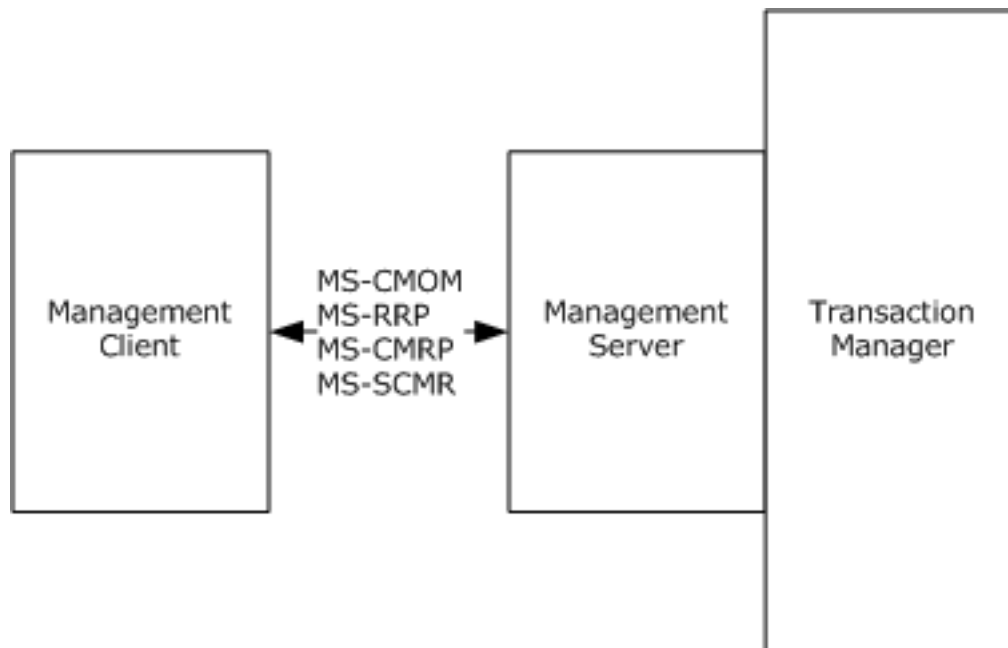 Management
Client
MS-CMOM
MS-RRP
MS-CMRP
MS-SCMR
Management
Server
Transaction
Manager